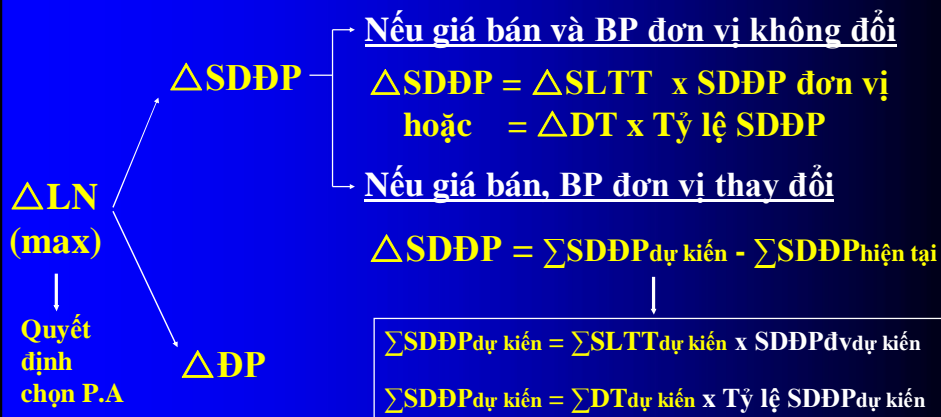 Nếu giá bán và BP đơn vị không đổi
△SDĐP
△SDĐP = △SLTT x SDĐP đơn vị
hoặc = △DT x Tỷ lệ SDĐP
Nếu giá bán, BP đơn vị thay đổi
△LN
(max)
△SDĐP = ∑SDĐPdự kiến - ∑SDĐPhiện tại
Quyết
định
chọn P.A
△ĐP
∑SDĐPdự kiến = ∑SLTTdự kiến x SDĐPđvdự kiến
∑SDĐPdự kiến = ∑DTdự kiến x Tỷ lệ SDĐPdự kiến